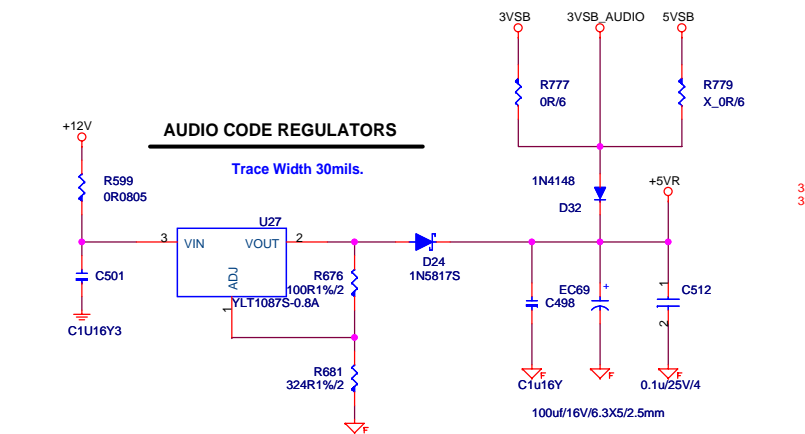 3VSB
3VSB_AUDIO
5VSB
R777
0R/6
R779
X_0R/6
+12V
AUDIO CODE REGULATORS
Trace Width 30mils.
R599
0R0805
1N4148
D32
+5VR
3
3
U27
3
VIN
VOUT
2
ADJ
1
YLT1087S-0.8A
D24
1N5817S
C501
C1U16Y3
R676
100R1%/2
R681
324R1%/2
F
EC69
+
C498
C1u16Y
F
F
100uf/16V/6.3X5/2.5mm
1
C512
2
F
0.1u/25V/4